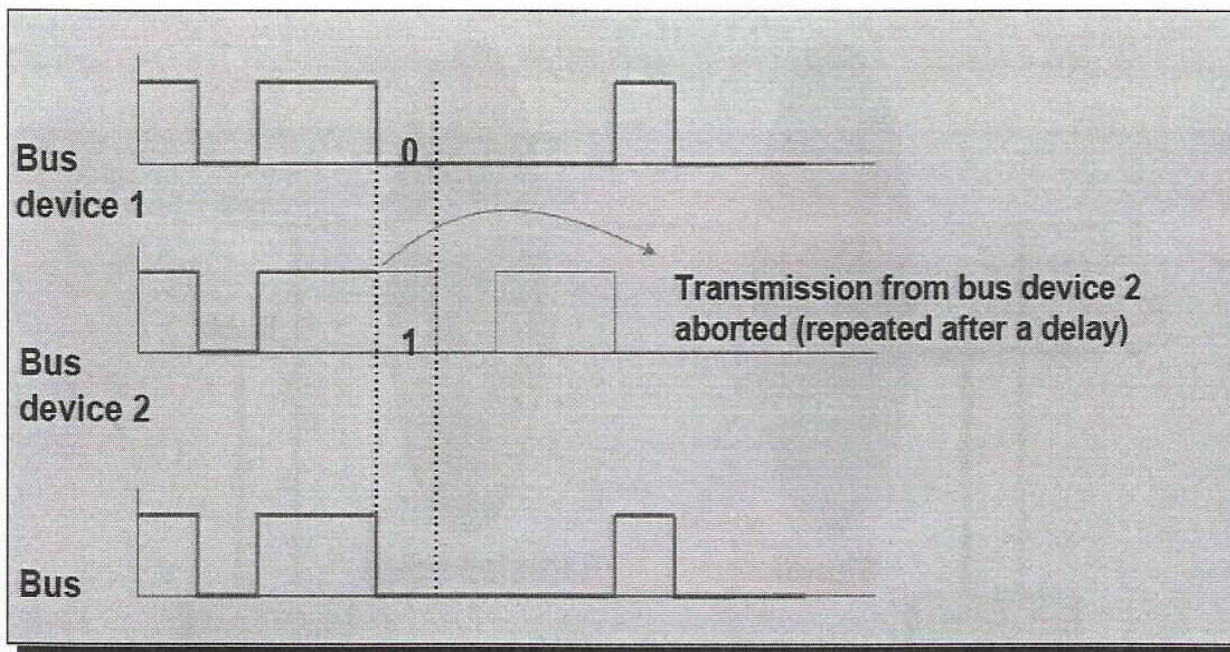 0
Bus
device 1
Transmission from bus device 2
aborted (repeated after a delay)
1
Bus
device 2
Bus